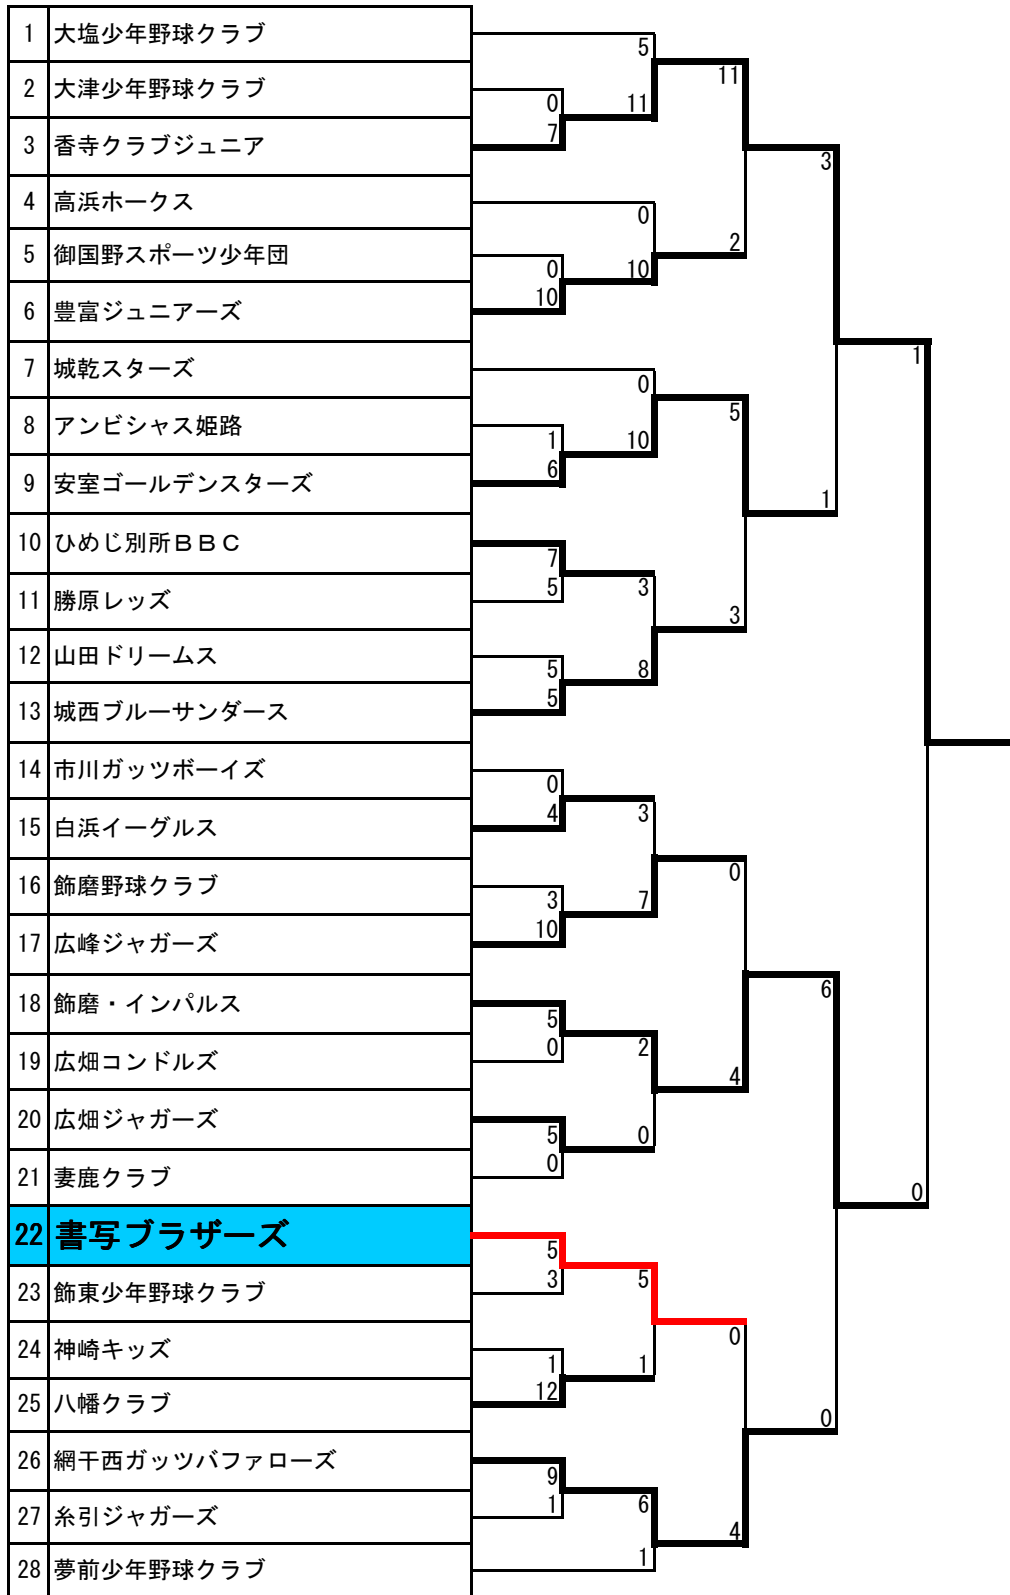 1 大塩少年野球クラブ
5
11
2 大津少年野球クラブ
0
11
3 香寺クラブジュニア
7
3
4 高浜ホークス
0
2
5 御国野スポーツ少年団
0
10
6 豊富ジュニアーズ
10
1
7 城乾スターズ
0
5
8 アンビシャス姫路
1
10
9 安室ゴールデンスターズ
6
1
10 ひめじ別所ＢＢＣ
7
11 勝原レッズ
5
3
3
12 山田ドリームス
5
8
13 城西ブルーサンダース
5
14 市川ガッツボーイズ
0
15 白浜イーグルス
4
3
0
16 飾磨野球クラブ
3
7
17 広峰ジャガーズ
10
6
18 飾磨・インパルス
5
19 広畑コンドルズ
0
2
4
20 広畑ジャガーズ
5
0
21 妻鹿クラブ
0
0
22 書写ブラザーズ
5
23 飾東少年野球クラブ
3
5
0
24 神崎キッズ
1
1
25 八幡クラブ
12
0
26 網干西ガッツバファローズ
9
27 糸引ジャガーズ
1
6
4
28 夢前少年野球クラブ
1